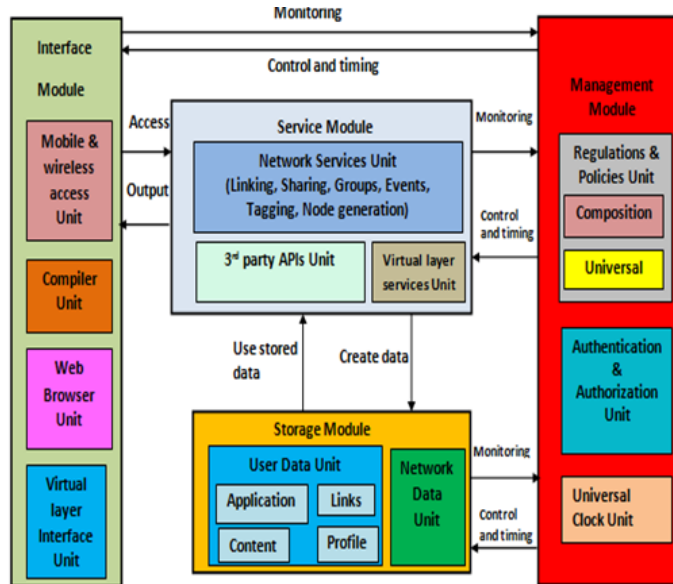 Monitoring
Control and timing
Interface
Module
Mobile &
wireless
access
Unit
Compiler
Unit
Web
Browser
Unit
Virtual
layer
Interface
Unit
Access
Output
Service Module
Network Services Unit
(Linking, Sharing, Groups, Events,
Tagging, Node generation)
3rd party APIs Unit
Virtual layer
services Unit
Use stored
data
Create data
Storage Module
User Data Unit
Application
Links
Content
Profile
Network
Data
Unit
Monitoring
Control
and timing
Monitoring
Control
and timing
Management
Module
Regulations &
Policies Unit
Composition
Universal
Authentication
&
Authorization
Unit
Universal
Clock Unit